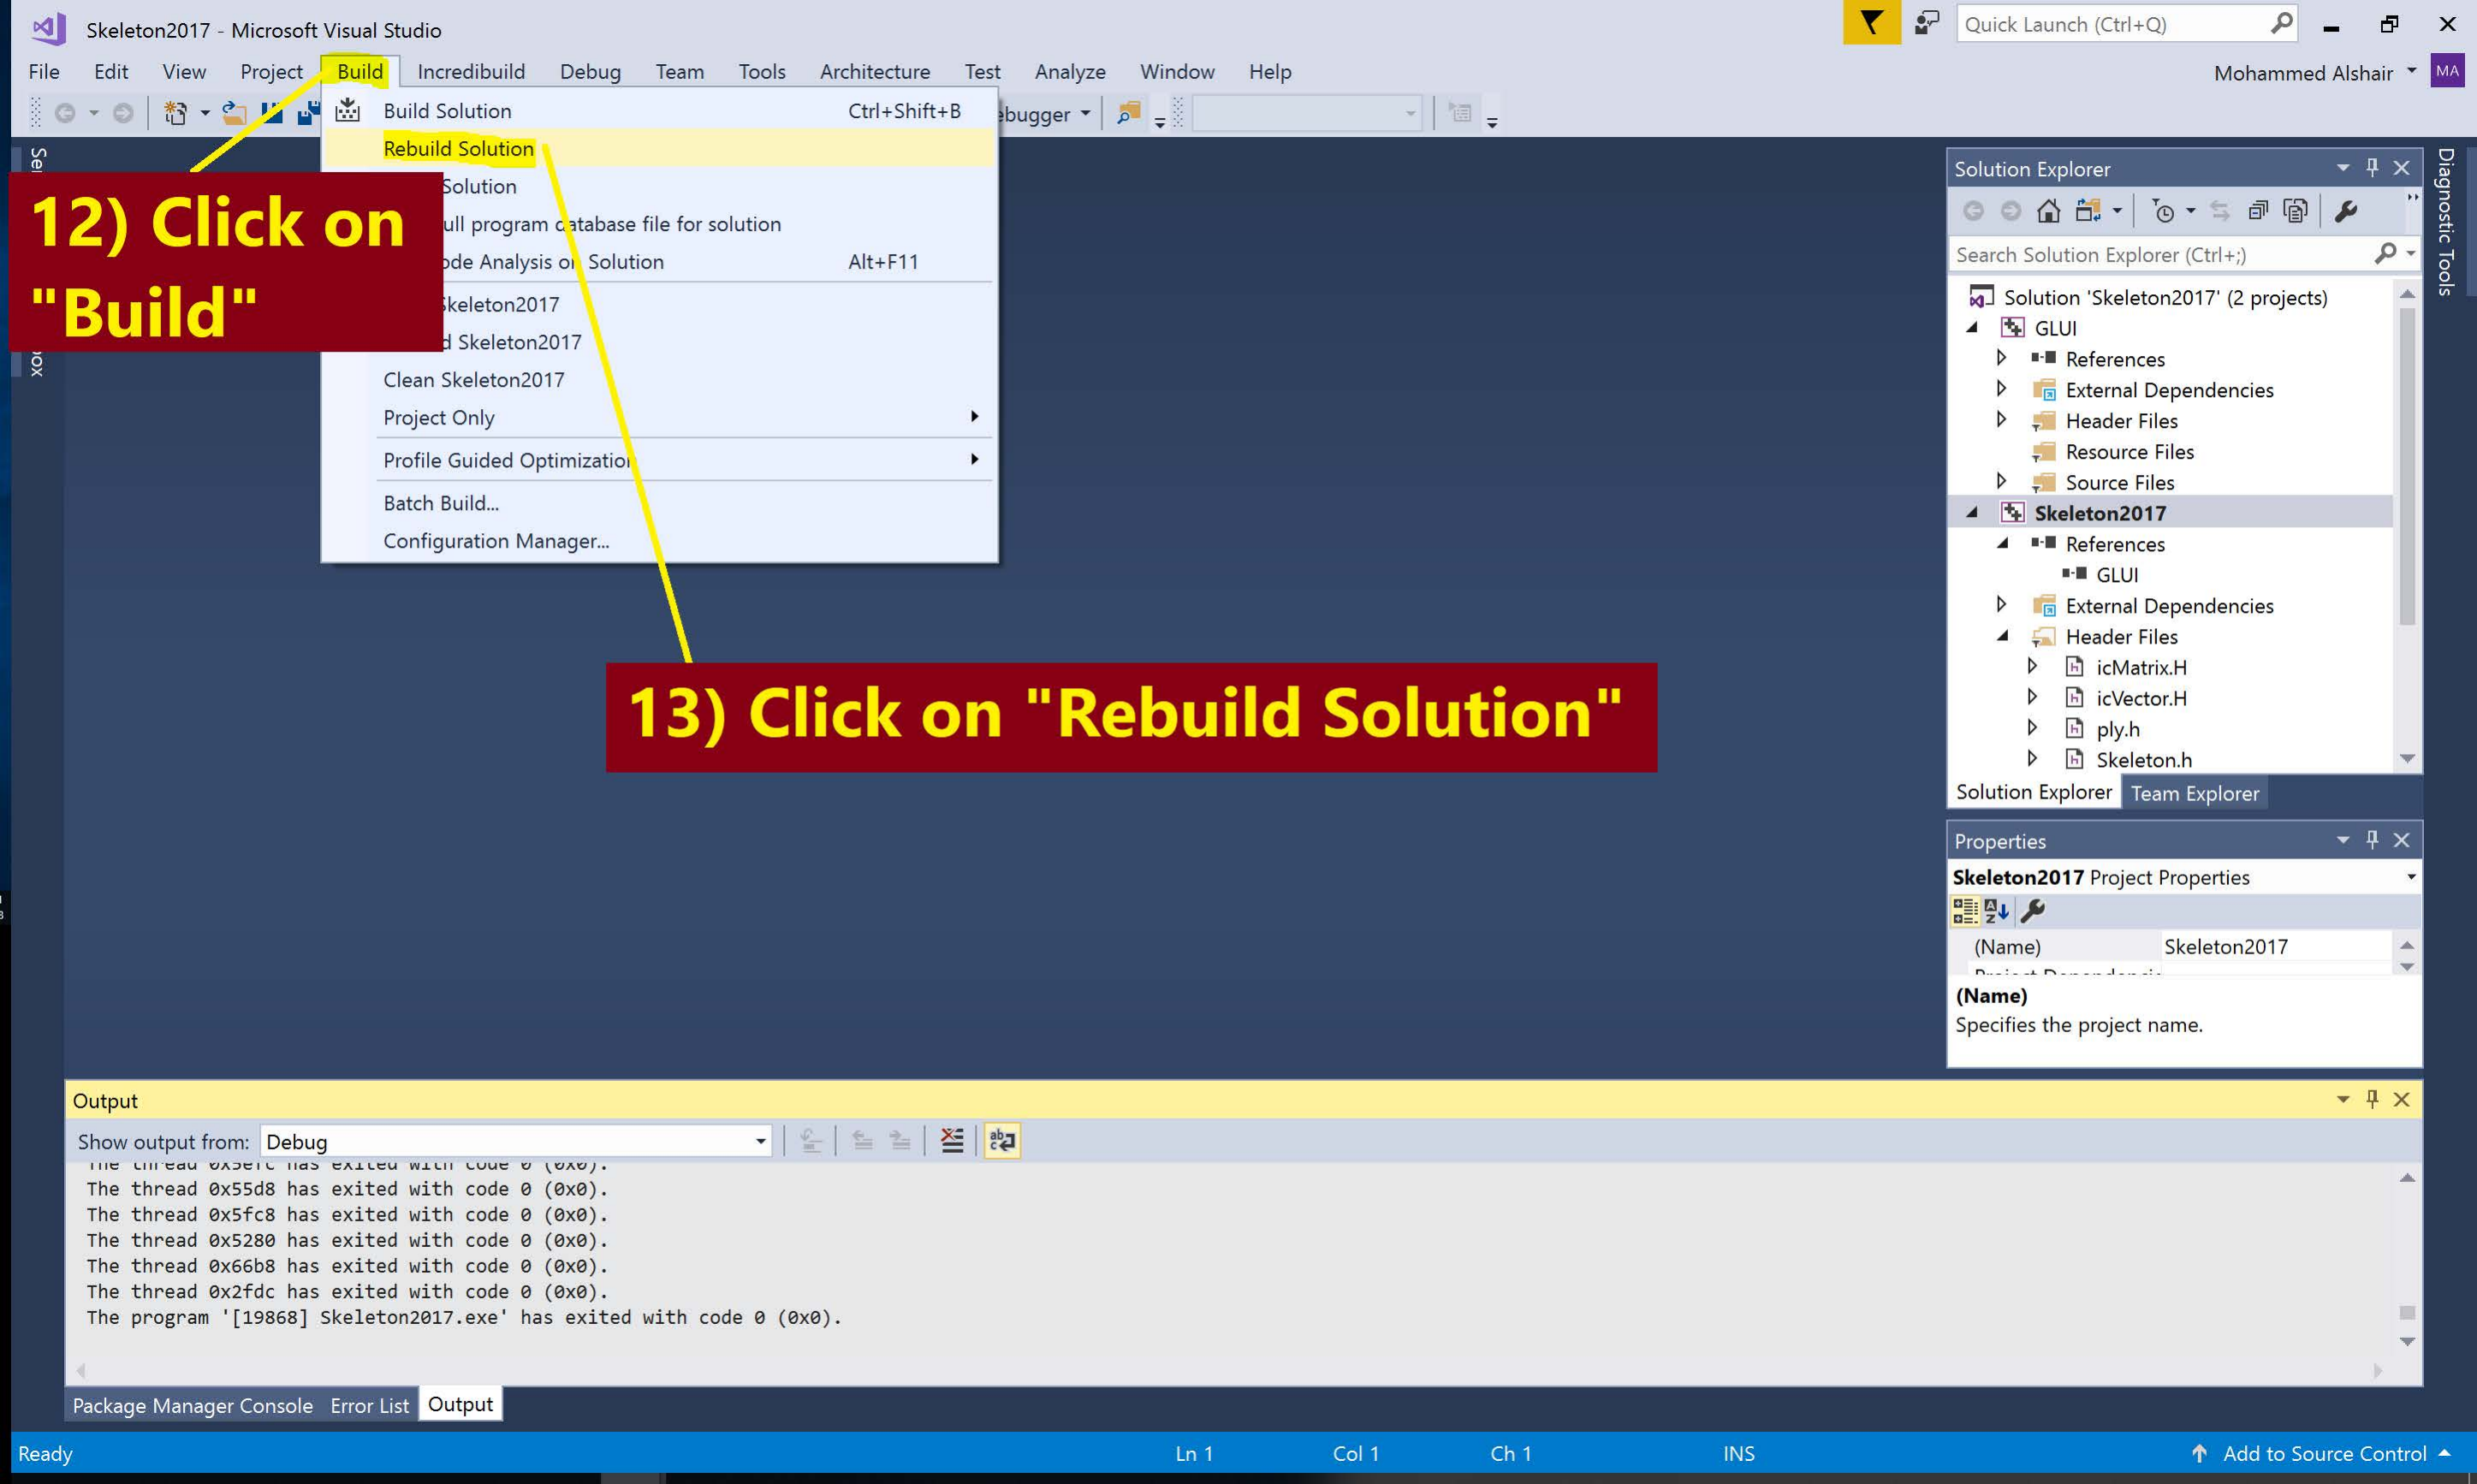 Skeleton2017 - Microsoft Visual Studio
Quick Launch (Ctrl+Q)
File Edit View Project Build Incredibuild Debug Team Tools Architecture Test Analyze Window Help
Mohammed Alshair MA
Build Solution Ctrl+Shift+B
ebugger
Rebuild Solution
Solution
ull program database file for solution
ode Analysis on Solution Alt+F11
keleton2017
d Skeleton2017
Clean Skeleton2017
Project Only
Profile Guided Optimization
Batch Build...
Configuration Manager...
12) Click on
"Build"
13) Click on "Rebuild Solution"
Se
ox
Diagnostic Tools
Solution Explorer
Search Solution Explorer (Ctrl+;)
Solution 'Skeleton2017' (2 projects)
GLUI
References
External Dependencies
Header Files
Resource Files
Source Files
Skeleton2017
References
GLUI
External Dependencies
Header Files
icMatrix.H
icVector.H
ply.h
Skeleton.h
Solution Explorer Team Explorer
Properties
Skeleton2017 Project Properties
(Name) Skeleton2017
(Name)
Specifies the project name.
Output
Show output from: Debug
The thread 0x55d8 has exited with code 0 (0x0).
The thread 0x5fc8 has exited with code 0 (0x0).
The thread 0x5280 has exited with code 0 (0x0).
The thread 0x66b8 has exited with code 0 (0x0).
The thread 0x2fdc has exited with code 0 (0x0).
The program '[19868] Skeleton2017.exe' has exited with code 0 (0x0).
Package Manager Console Error List Output
Ready Ln 1 Col 1 Ch 1 INS Add to Source Control